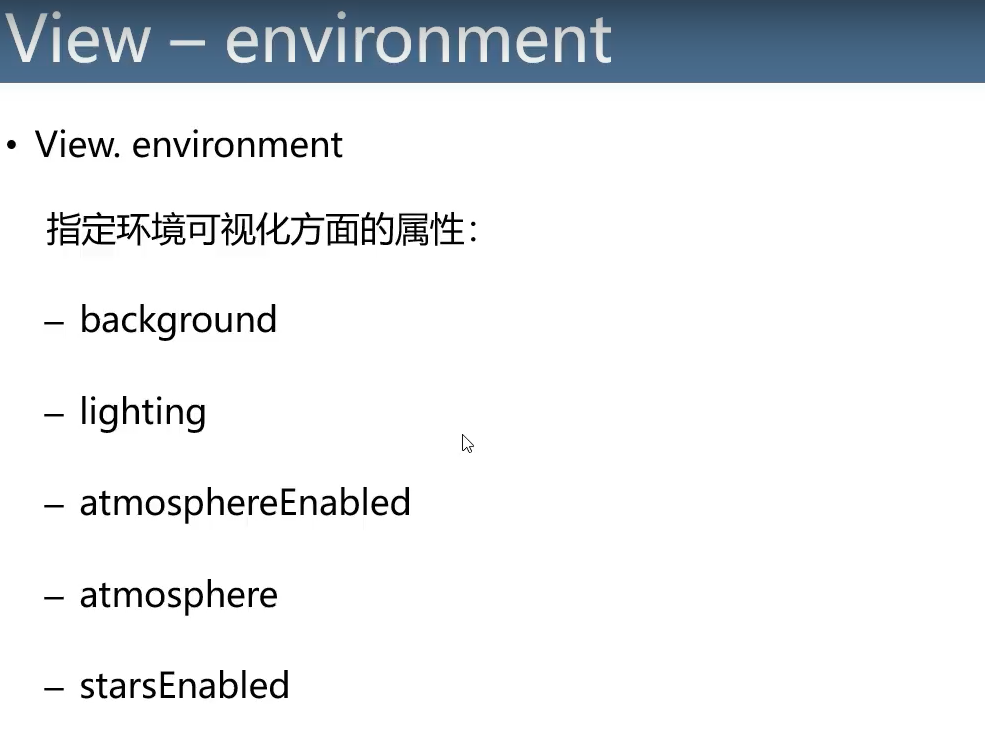 View – environment
• View. environment
指定环境可视化方面的属性：
– background
– lighting
– atmosphereEnabled
– atmosphere
– starsEnabled